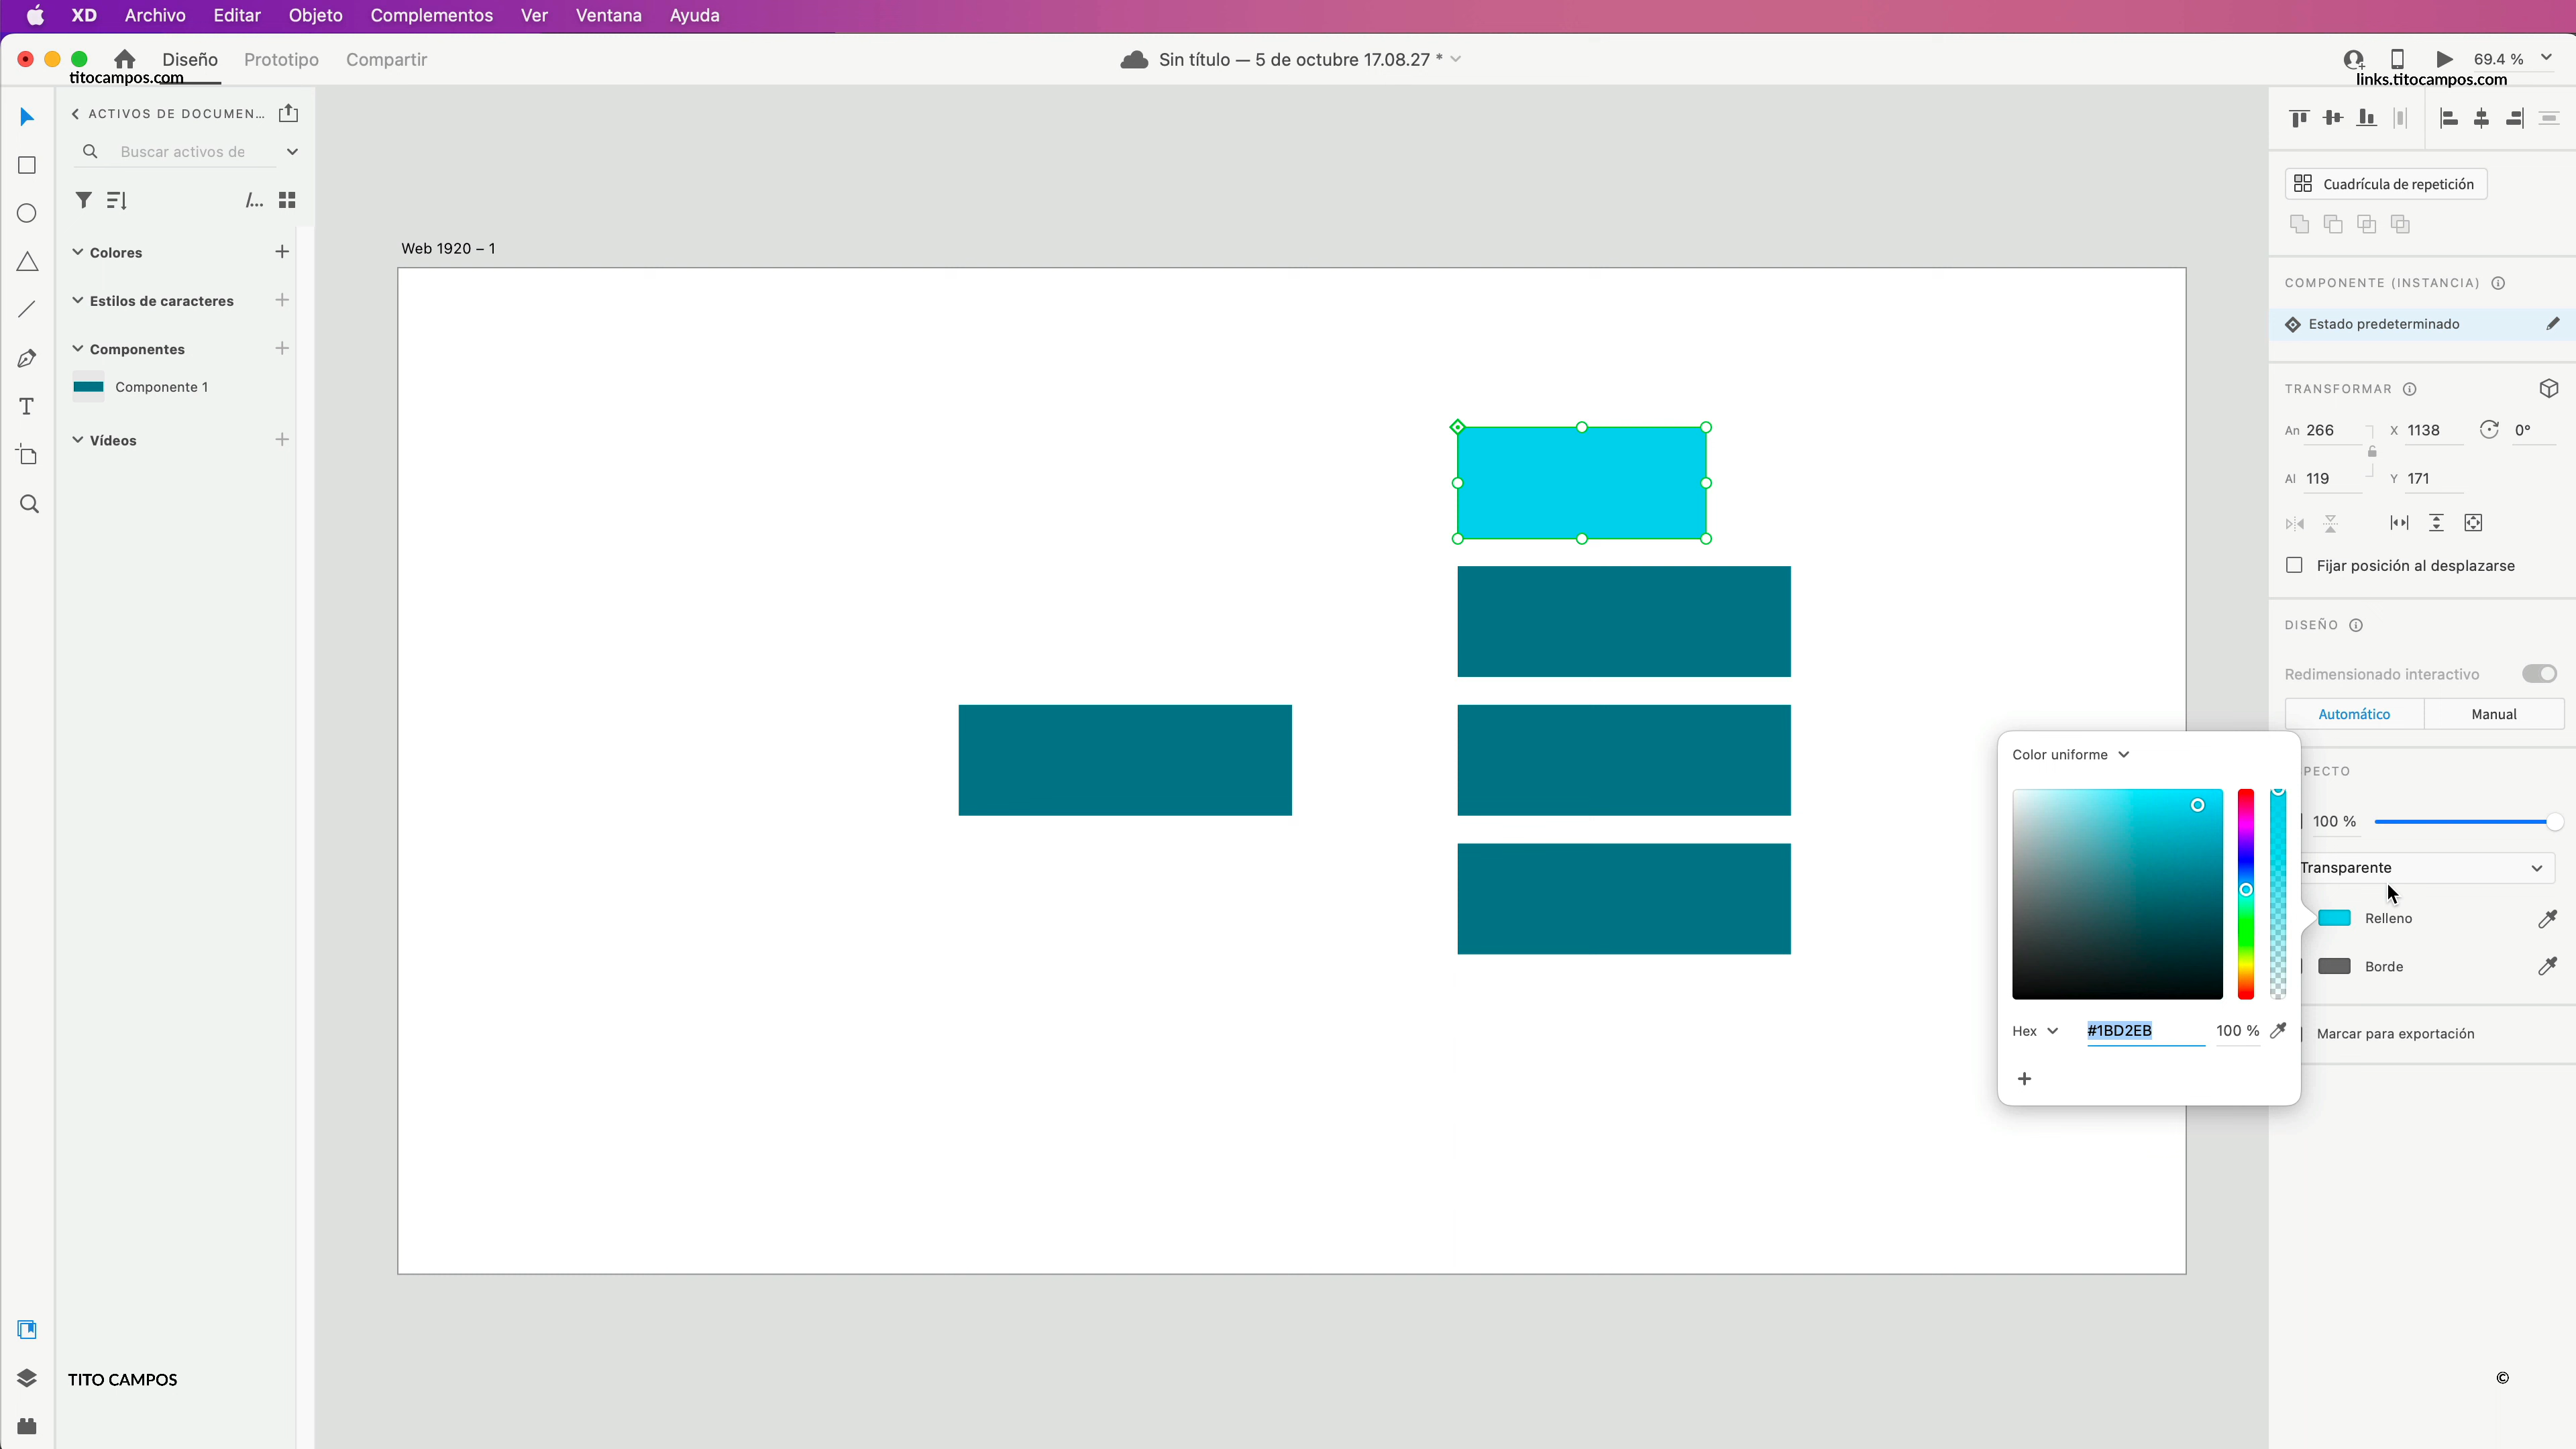 XD Archivo Editar Objeto Complementos Ver Ventana Ayuda
Diseño Prototipo Compartir
Sin título — 5 de octubre 17.08.27 *
69.4 %
titocampos.com
links.titocampos.com
ACTIVOS DE DOCUMEN...
Buscar activos de
/...
Colores
Estilos de caracteres
Componentes
Componente 1
Vídeos
Web 1920 – 1
Cuadrícula de repetición
COMPONENTE (INSTANCIA)
Estado predeterminado
TRANSFORMAR
An 266 X 1138 0°
Al 119 Y 171
Fijar posición al desplazarse
DISEÑO
Redimensionado interactivo
Automático Manual
PECTO
100 %
Transparente
Relleno
Borde
Marcar para exportación
Color uniforme
Hex #1BD2EB 100 %
TITO CAMPOS
©